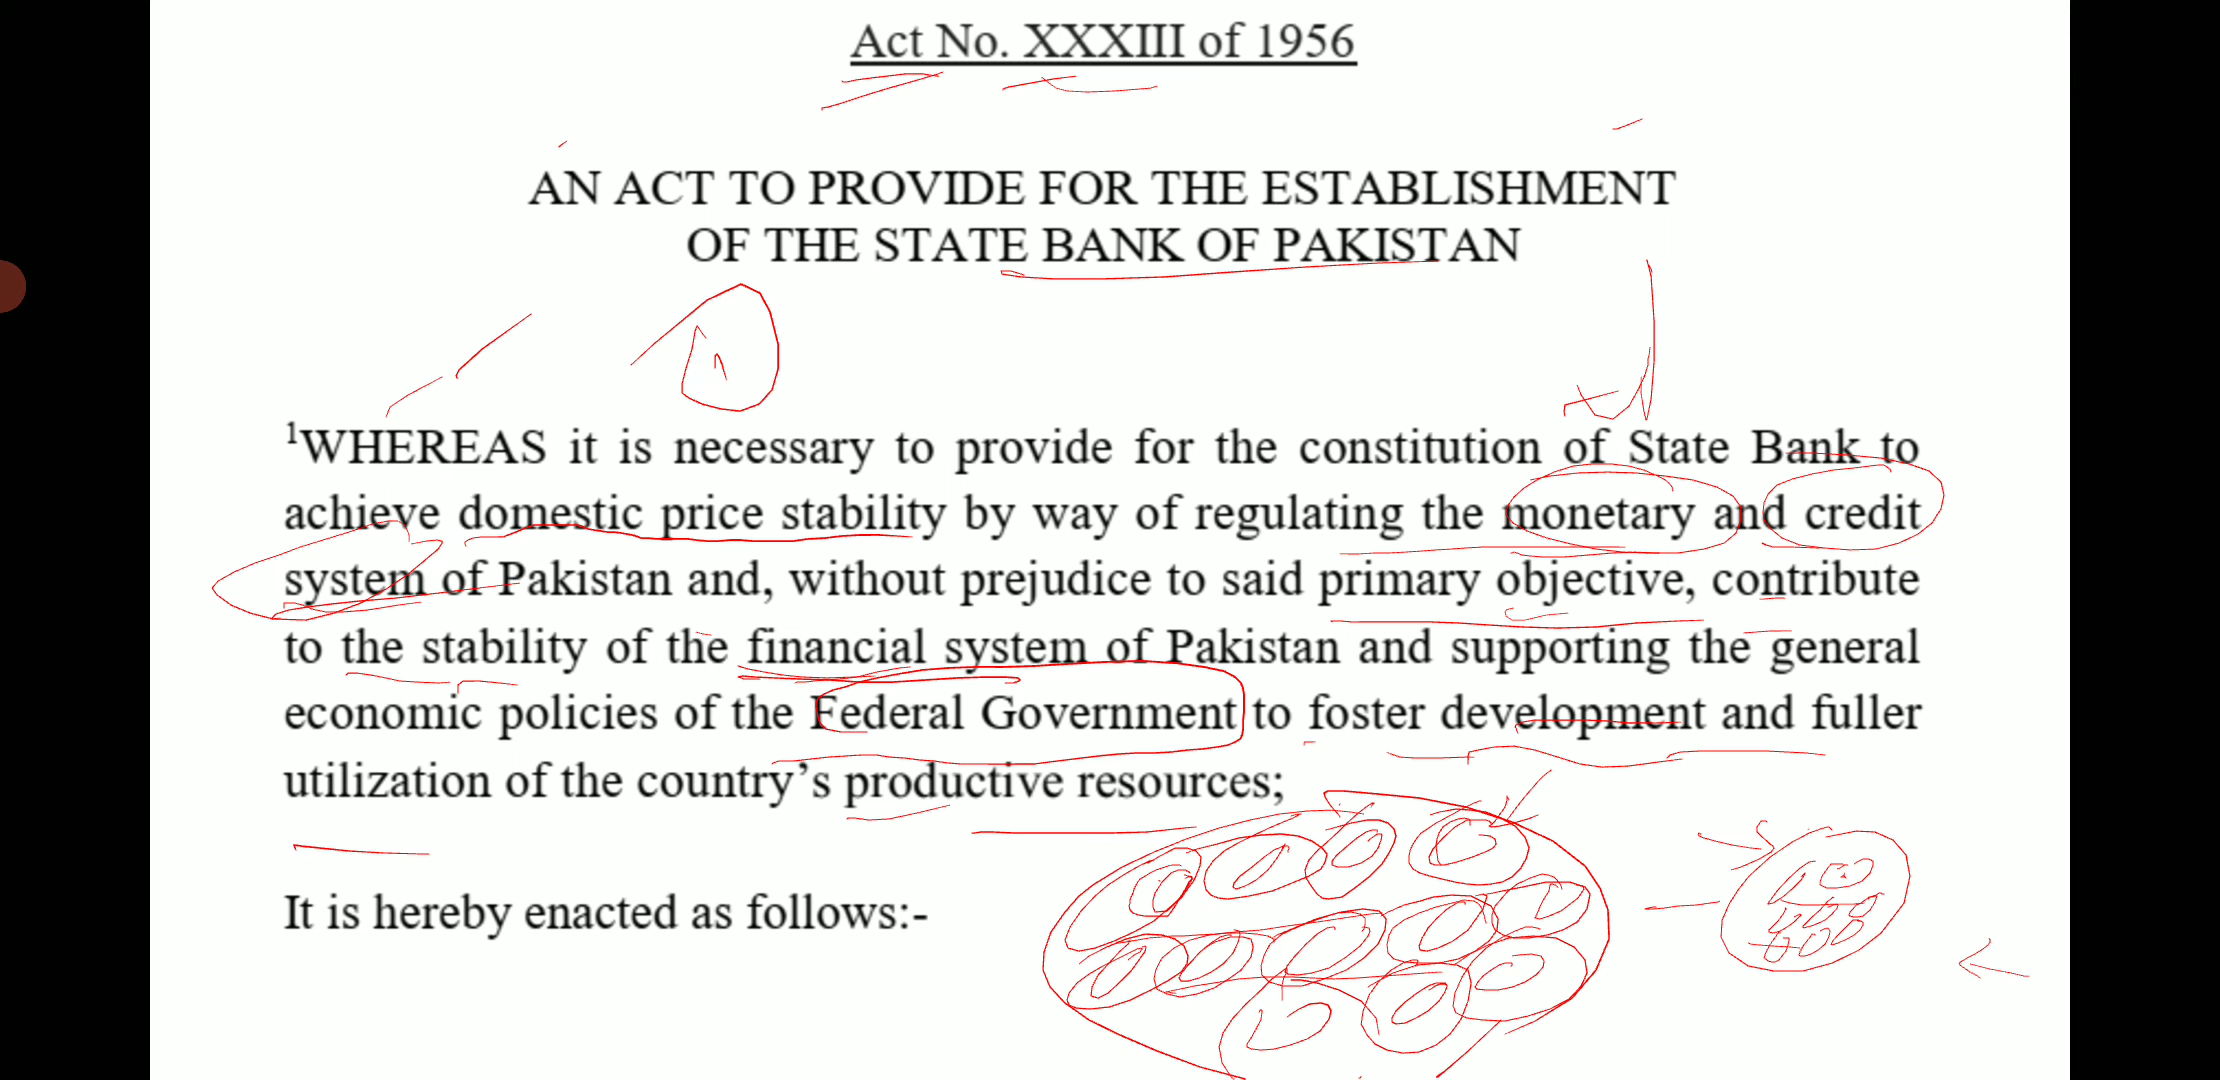 Act No. XXXIII of 1956
AN ACT TO PROVIDE FOR THE ESTABLISHMENT
OF THE STATE BANK OF PAKISTAN
¹WHEREAS it is necessary to provide for the constitution of State Bank to
achieve domestic price stability by way of regulating the monetary and credit
system of Pakistan and, without prejudice to said primary objective, contribute
to the stability of the financial system of Pakistan and supporting the general
economic policies of the Federal Government to foster development and fuller
utilization of the country’s productive resources;
It is hereby enacted as follows:-